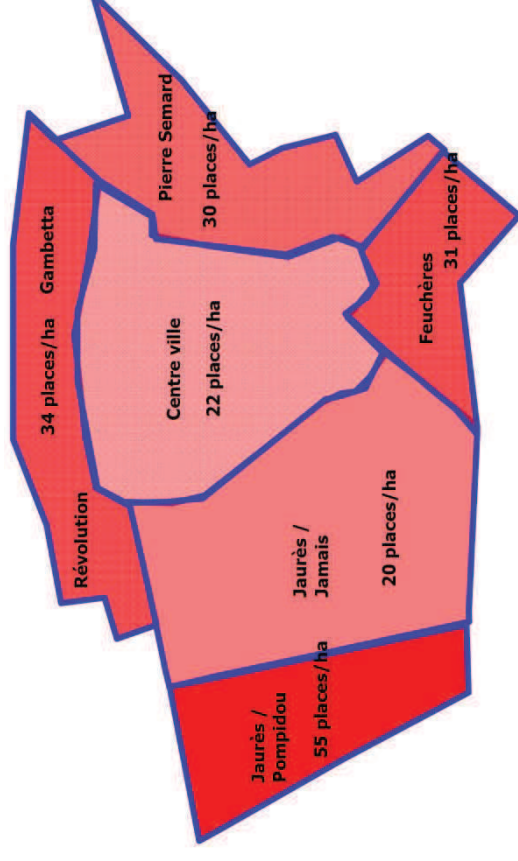 Révolution
34 places/ha
Gambetta
Pierre Semard
30 places/ha
Centre ville
22 places/ha
Jaurès /
Jamais
20 places/ha
Feuchères
31 places/ha
Jaurès /
Pompidou
55 places/ha